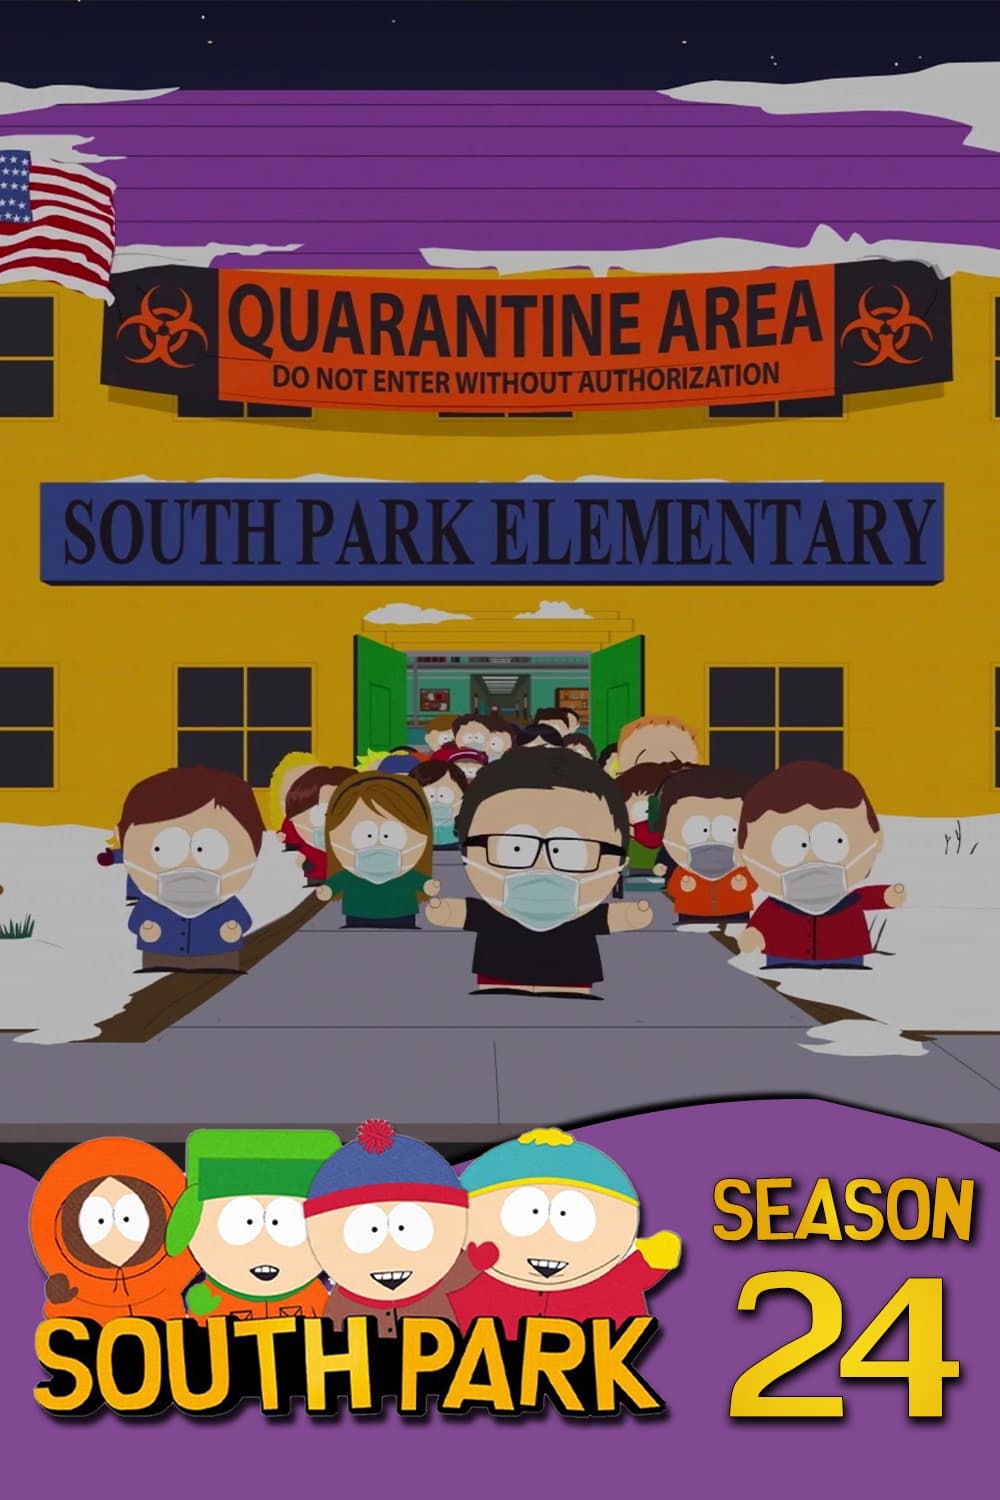 QUARANTINE AREA
DO NOT ENTER WITHOUT AUTHORIZATION
SOUTH PARK ELEMENTARY
SEASON
24
SOUTH PARK